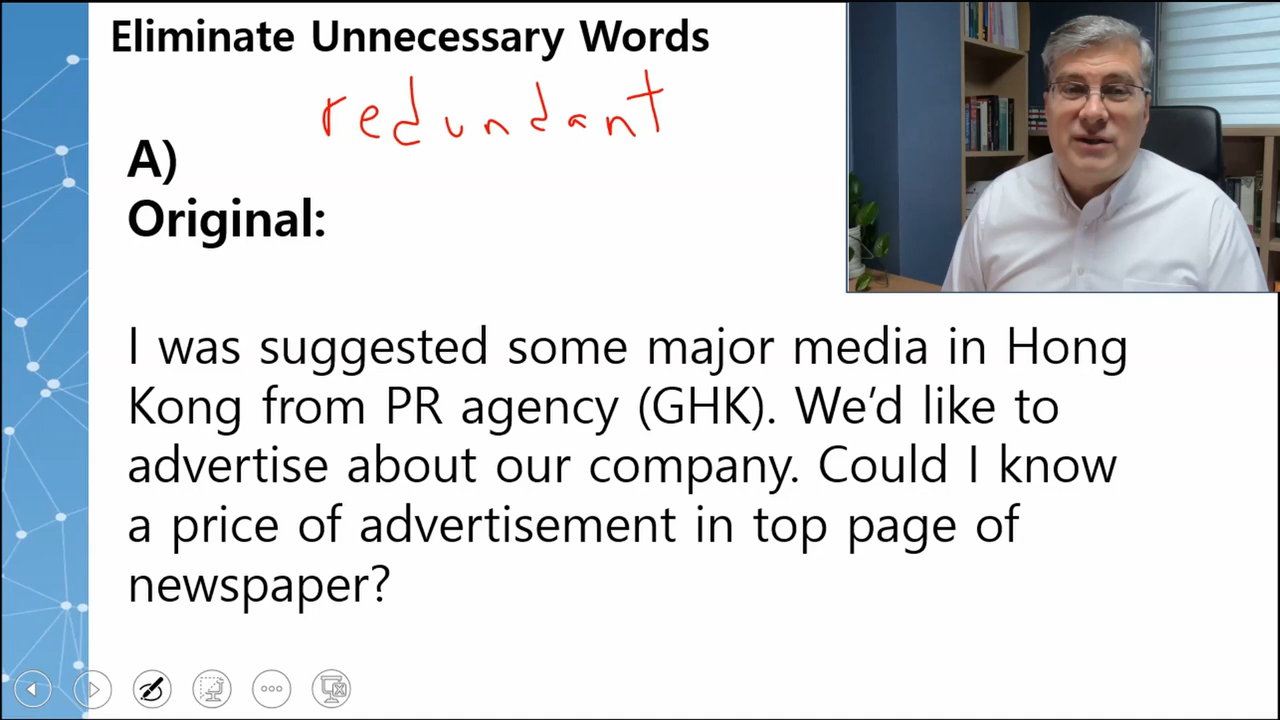 Eliminate Unnecessary Words
redundant
A)
Original:
I was suggested some major media in Hong
Kong from PR agency (GHK). We’d like to
advertise about our company. Could I know
a price of advertisement in top page of
newspaper?